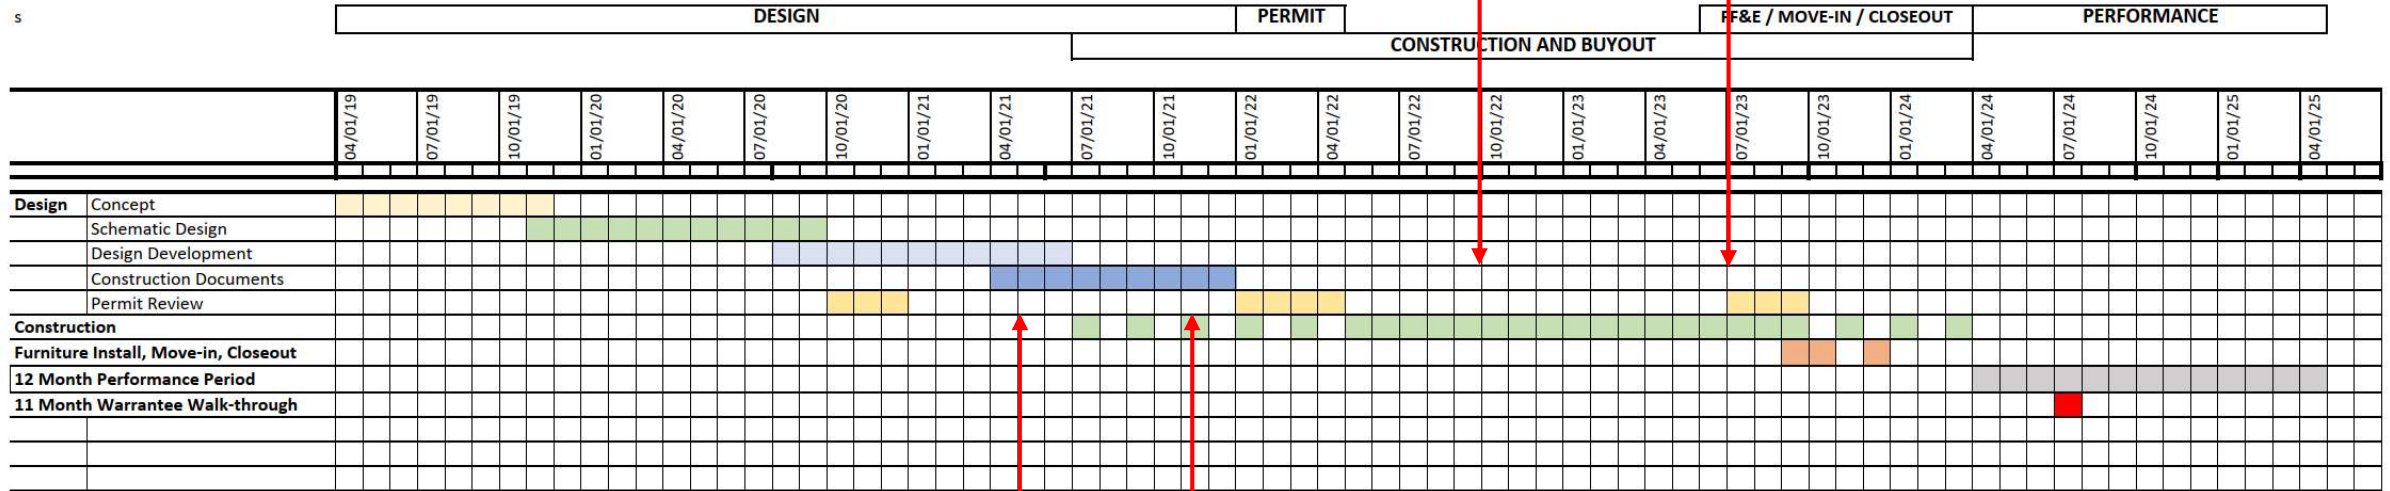 s
DESIGN
PERMIT
FF&E / MOVE-IN / CLOSEOUT
PERFORMANCE
CONSTRUCTION AND BUYOUT
04/01/19
07/01/19
10/01/19
01/01/20
04/01/20
07/01/20
10/01/20
01/01/21
04/01/21
07/01/21
10/01/21
01/01/22
04/01/22
07/01/22
10/01/22
01/01/23
04/01/23
07/01/23
10/01/23
01/01/24
04/01/24
07/01/24
10/01/24
01/01/25
04/01/25
Design Concept
Schematic Design
Design Development
Construction Documents
Permit Review
Construction
Furniture Install, Move-in, Closeout
12 Month Performance Period
11 Month Warrantee Walk-through